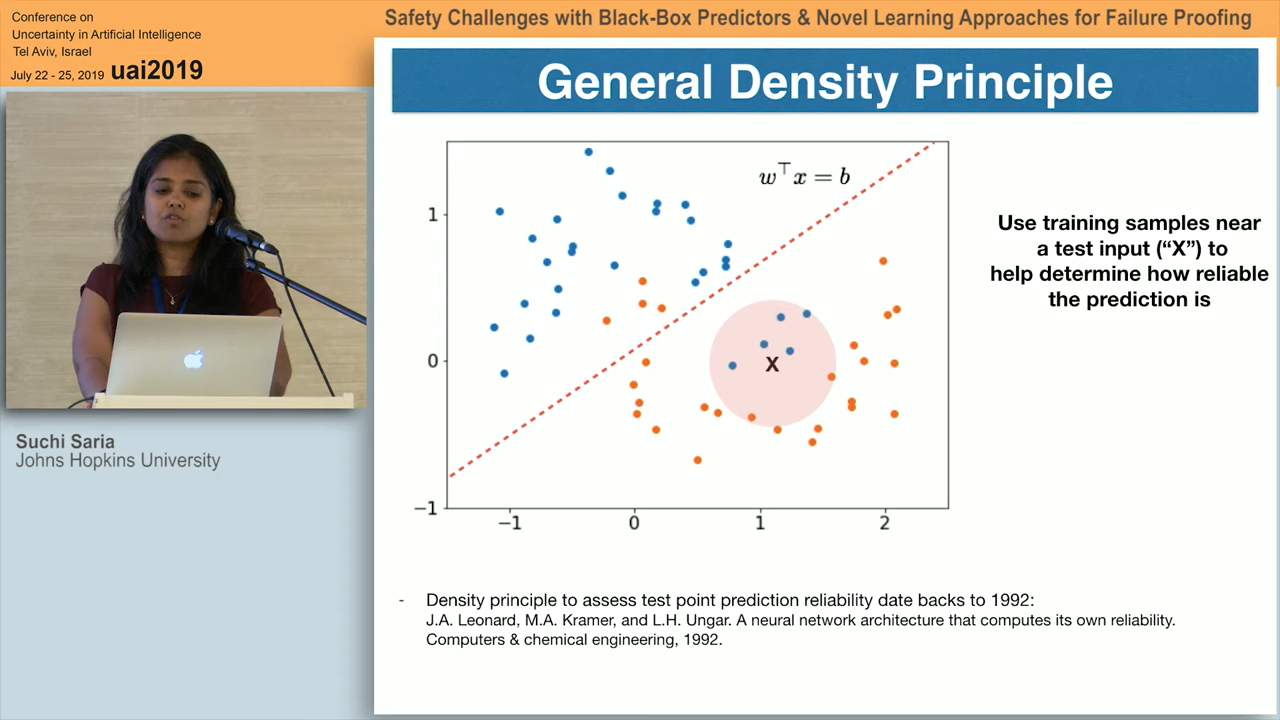 Conference on
Uncertainty in Artificial Intelligence
Tel Aviv, Israel
July 22 - 25, 2019 uai2019
Safety Challenges with Black-Box Predictors & Novel Learning Approaches for Failure Proofing
General Density Principle
w⊤x = b
1
0
−1
−1
0
1
2
X
Use training samples near
a test input (“X”) to
help determine how reliable
the prediction is
Suchi Saria
Johns Hopkins University
- Density principle to assess test point prediction reliability date backs to 1992:
J.A. Leonard, M.A. Kramer, and L.H. Ungar. A neural network architecture that computes its own reliability.
Computers & chemical engineering, 1992.